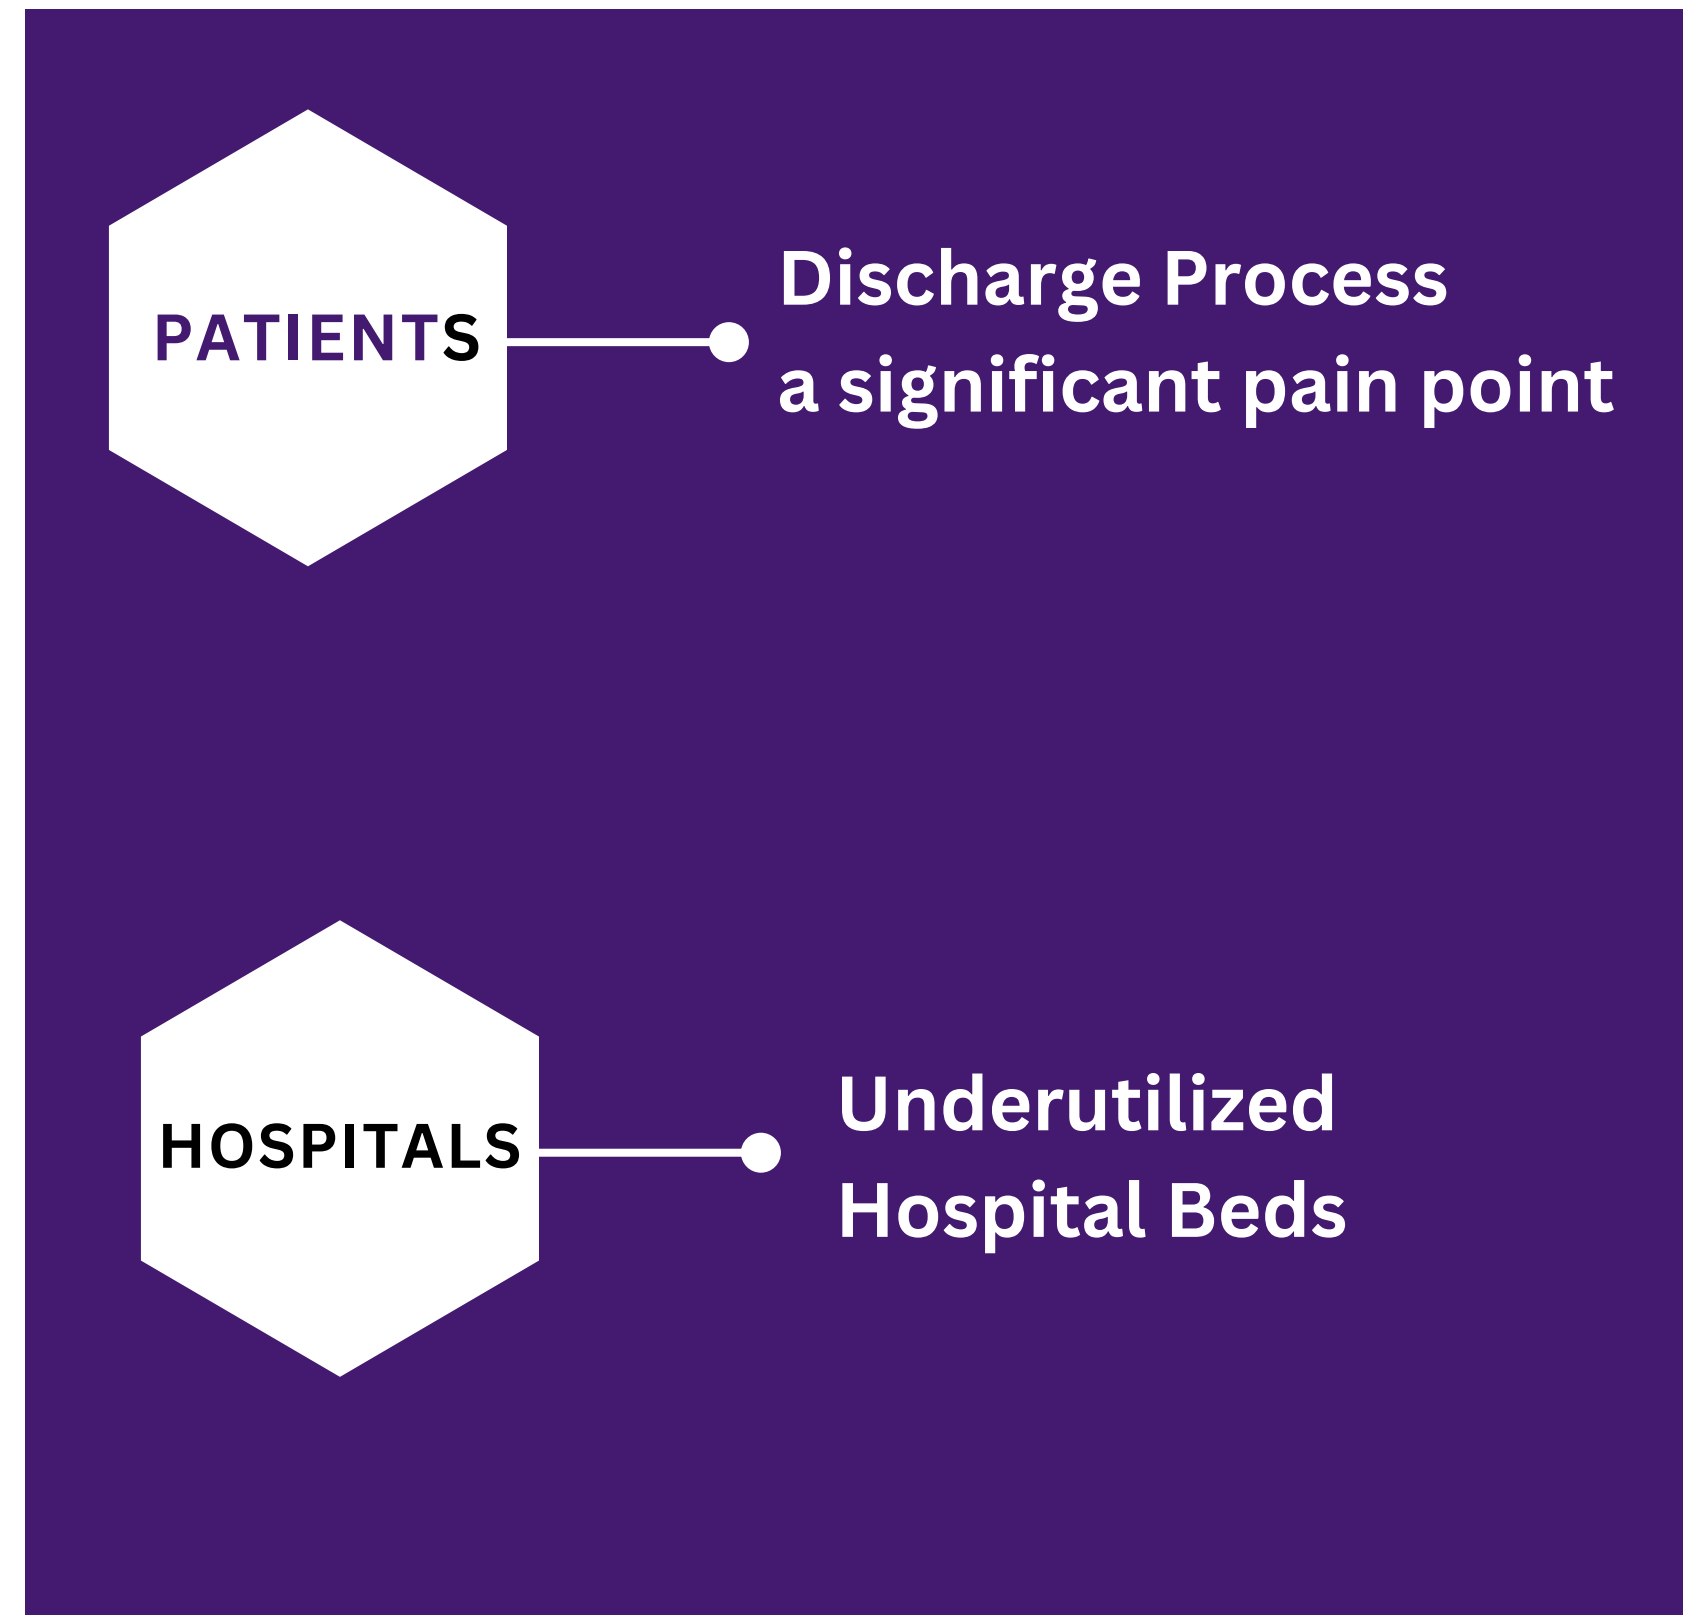 PATIENTS
Discharge Process
a significant pain point
HOSPITALS
Underutilized
Hospital Beds